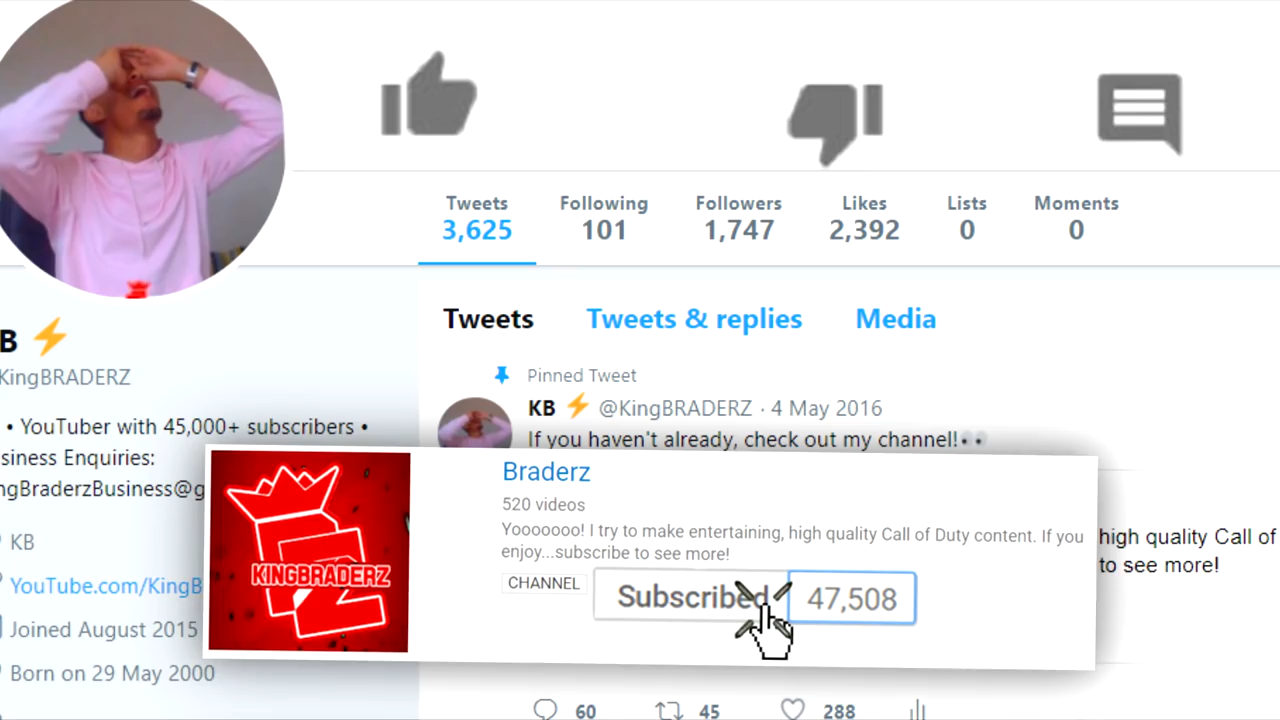 Tweets Following Followers Likes Lists Moments
3,625 101 1,747 2,392 0 0
Tweets Tweets & replies Media
Pinned Tweet
KB ⚡ @KingBRADERZ · 4 May 2016
If you haven't already, check out my channel!👀
B ⚡
KingBRADERZ
• YouTuber with 45,000+ subscribers •
siness Enquiries:
ngBraderzBusiness@g
KB
YouTube.com/KingB
Joined August 2015
Born on 29 May 2000
KINGBRADERZ
Braderz
520 videos
Yooooooo! I try to make entertaining, high quality Call of Duty content. If you
enjoy...subscribe to see more!
CHANNEL Subscribed 47,508
high quality Call of
to see more!
60 45 288